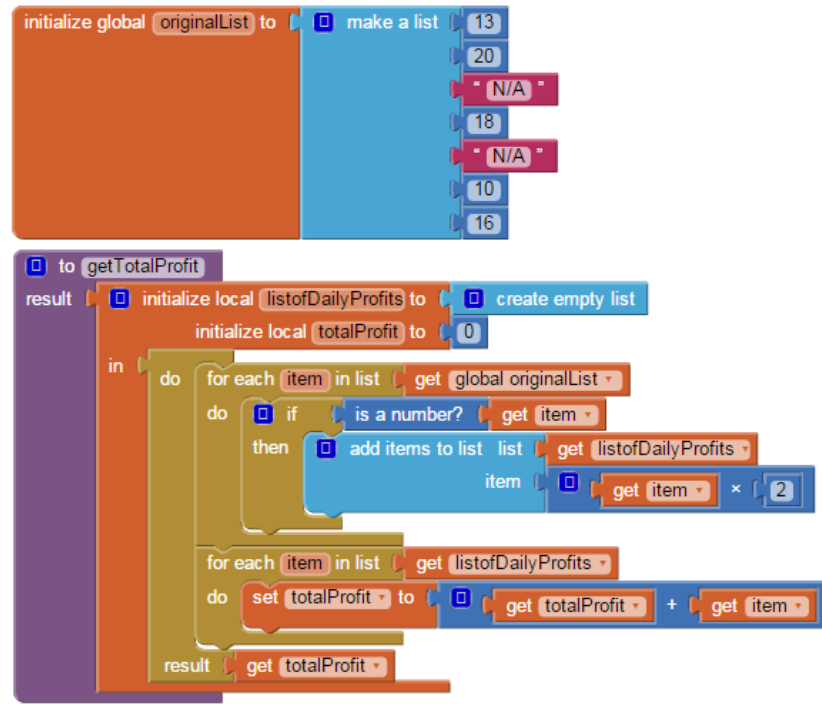 initialize global originalList to make a list 13
20
" N/A "
18
" N/A "
10
16
to getTotalProfit
result initialize local listofDailyProfits to create empty list
initialize local totalProfit to 0
in do for each item in list get global originalList
do if is a number? get item
then add items to list list get listofDailyProfits
item get item × 2
for each item in list get listofDailyProfits
do set totalProfit to get totalProfit + get item
result get totalProfit